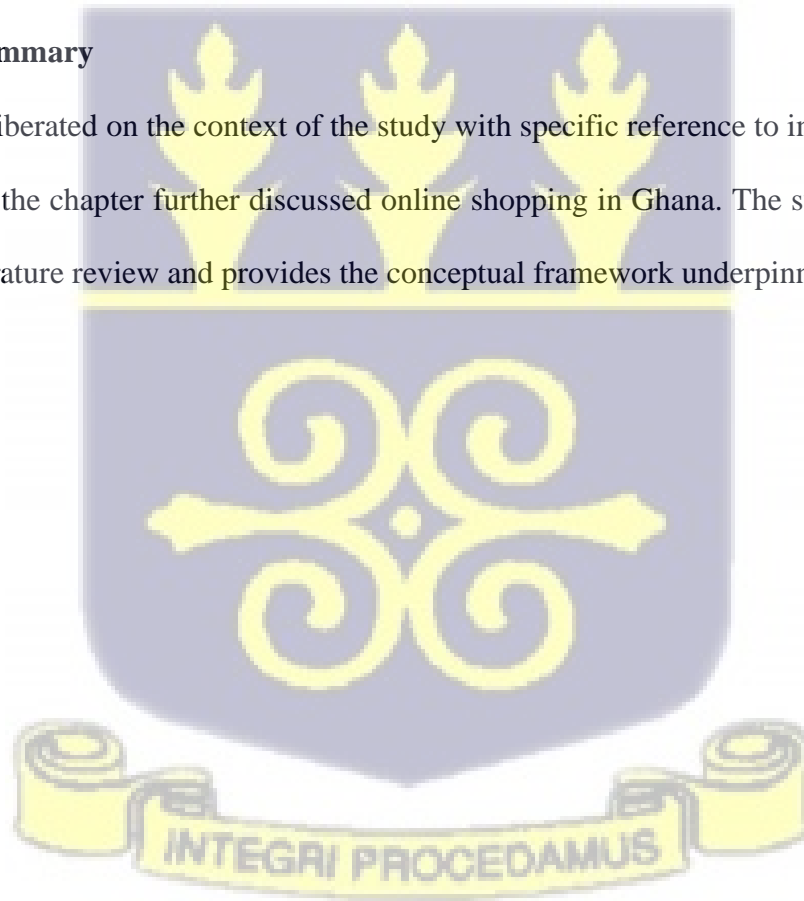 mmary
iberated on the context of the study with specific reference to in
the chapter further discussed online shopping in Ghana. The s
rature review and provides the conceptual framework underpinn
INTEGRI PROCEDAMUS